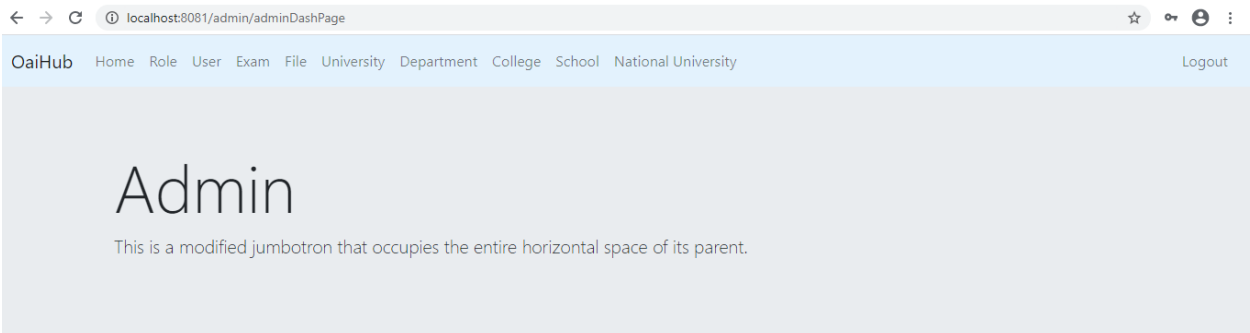 localhost:8081/admin/adminDashPage
OaiHub Home Role User Exam File University Department College School National University Logout
Admin
This is a modified jumbotron that occupies the entire horizontal space of its parent.